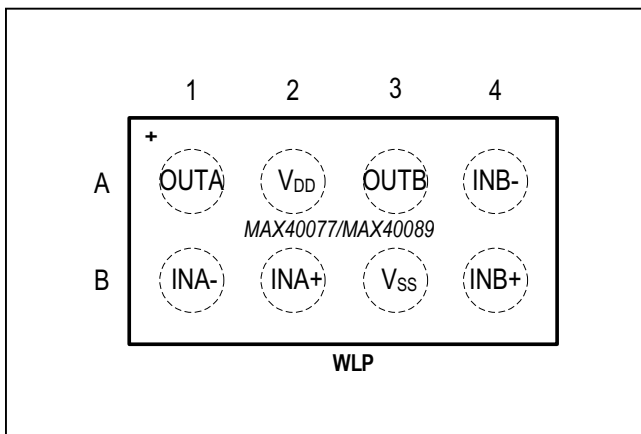 1 2 3 4
+
A OUTA VDD OUTB INB-
MAX40077/MAX40089
B INA- INA+ VSS INB+
WLP